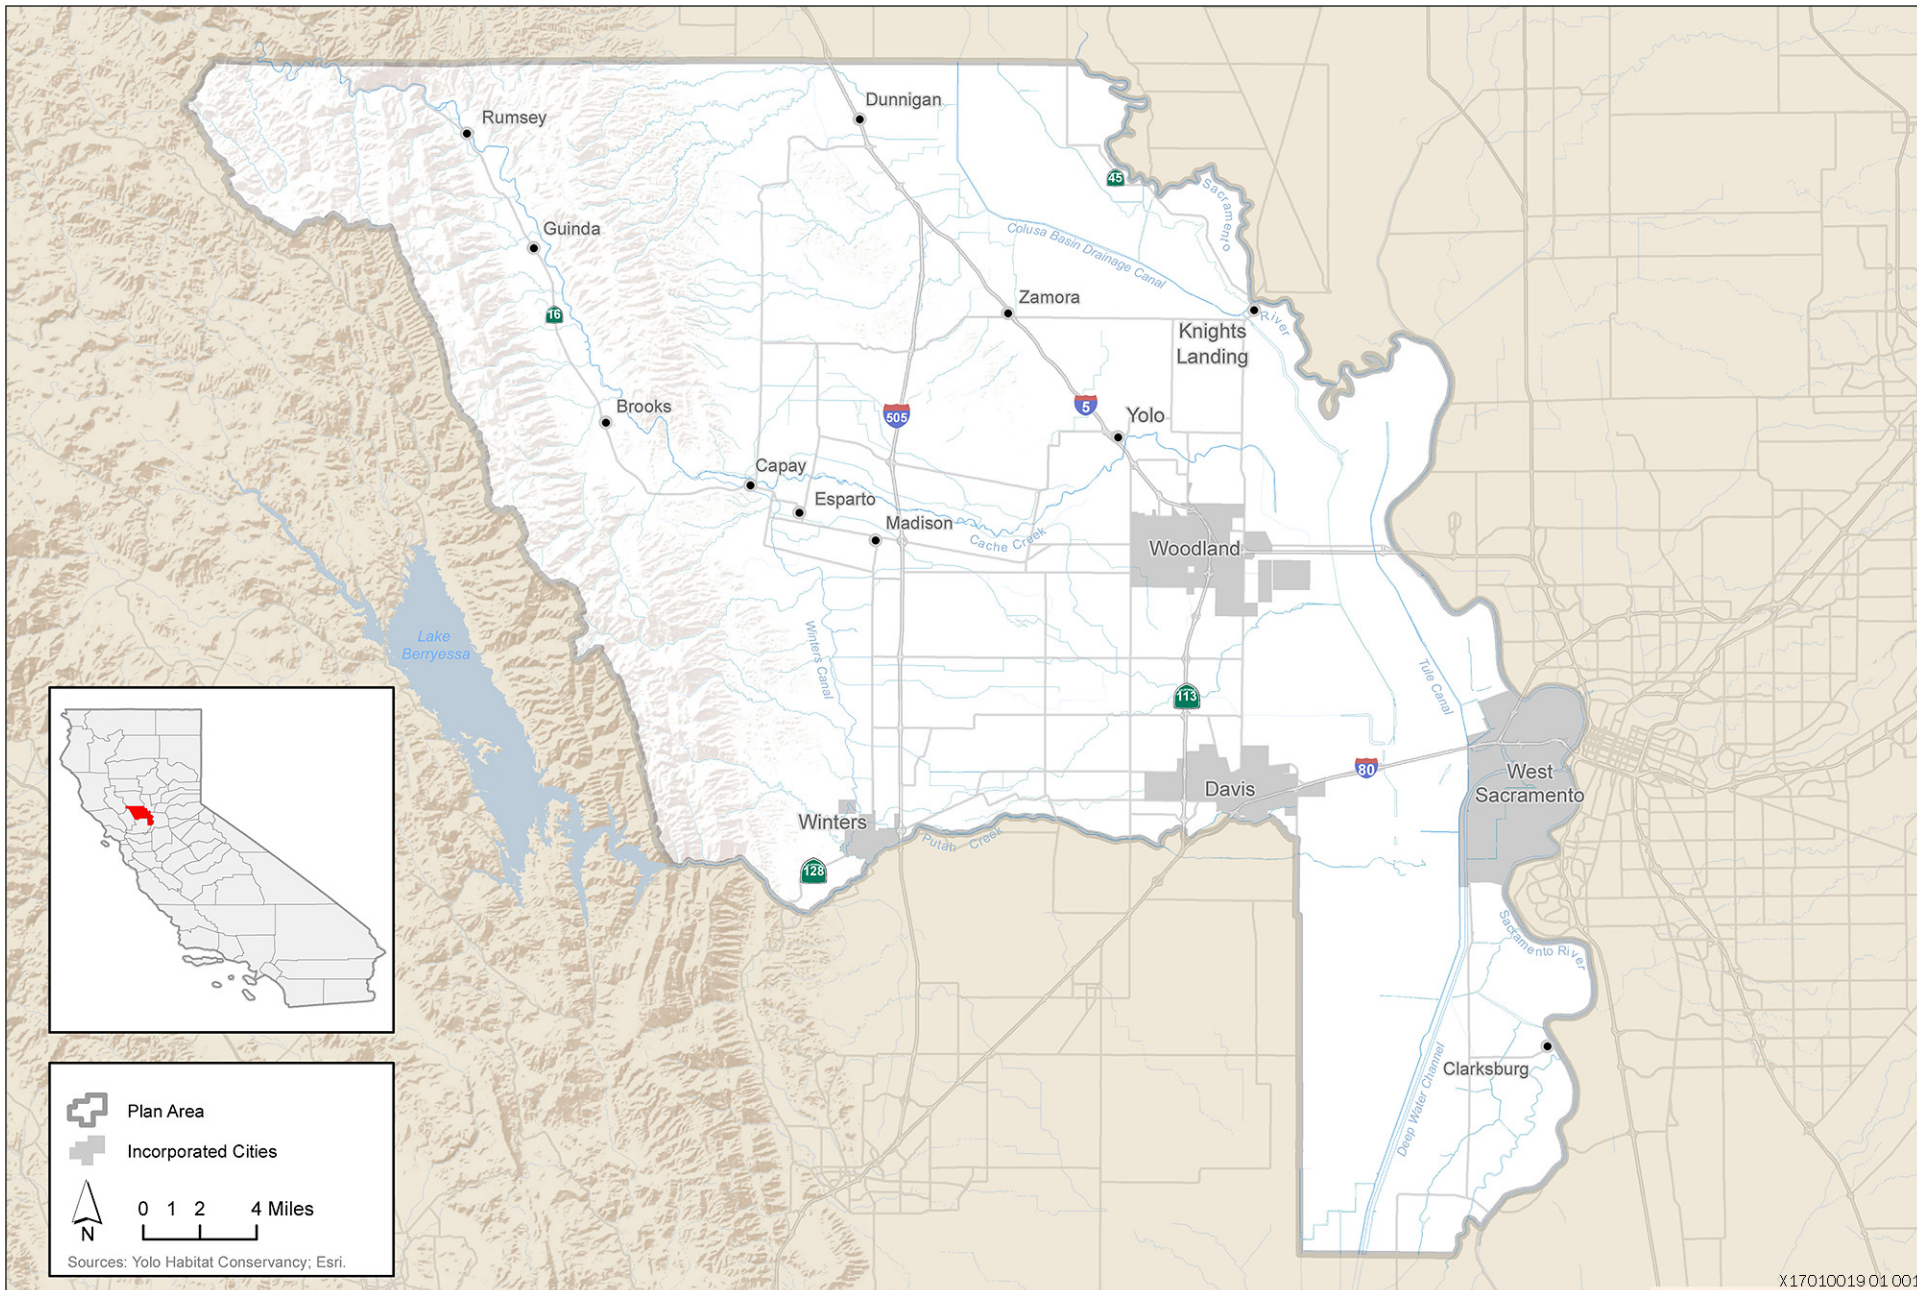 Dunnigan
Rumsey
45
Sacramento
Guinda
Colusa Basin Drainage Canal
Zamora
16
River
Knights
Landing
Brooks
505
5
Yolo
Capay
Esparto
Madison
Cache Creek
Woodland
Lake
Berryessa
Winters Canal
Tule Canal
113
80
West
Sacramento
Davis
Winters
Putah Creek
128
Sacramento River
Deep Water Channel
Clarksburg
Plan Area
Incorporated Cities
0 1 2 4 Miles
N
Sources: Yolo Habitat Conservancy; Esri.
X17010019 01 001